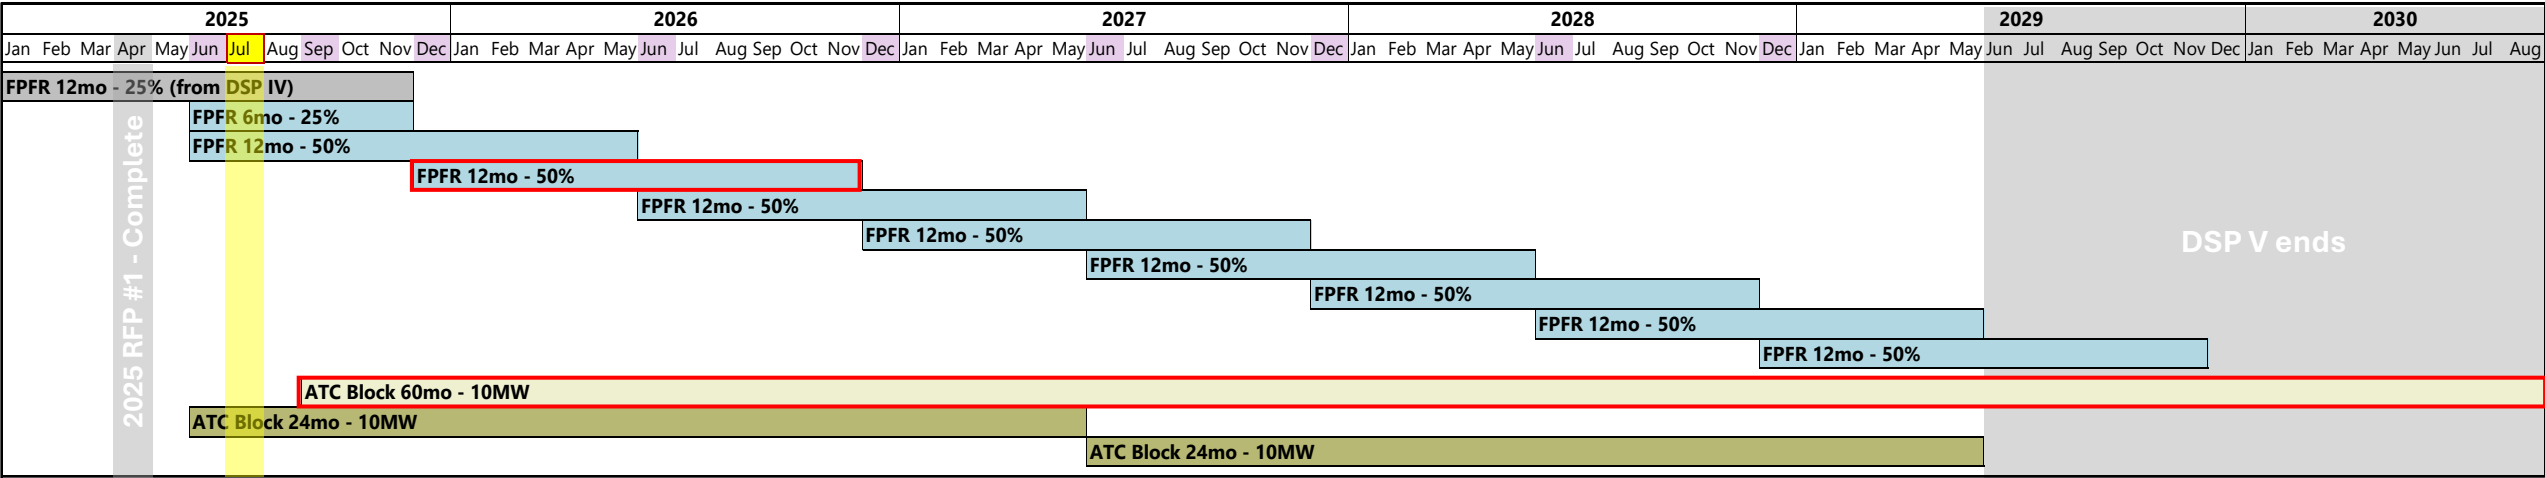 2025 2026 2027 2028 2029 2030
Jan Feb Mar Apr May Jun Jul Aug Sep Oct Nov Dec Jan Feb Mar Apr May Jun Jul Aug Sep Oct Nov Dec Jan Feb Mar Apr May Jun Jul Aug Sep Oct Nov Dec Jan Feb Mar Apr May Jun Jul Aug Sep Oct Nov Dec Jan Feb Mar Apr May Jun Jul Aug Sep Oct Nov Dec Jan Feb Mar Apr May Jun Jul Aug
FPFR 12mo - 25% (from DSP IV)
FPFR 6mo - 25%
FPFR 12mo - 50%
FPFR 12mo - 50%
FPFR 12mo - 50%
FPFR 12mo - 50%
FPFR 12mo - 50%
FPFR 12mo - 50%
FPFR 12mo - 50%
FPFR 12mo - 50%
ATC Block 60mo - 10MW
ATC Block 24mo - 10MW
ATC Block 24mo - 10MW
2025 RFP #1 - Complete
DSP V ends